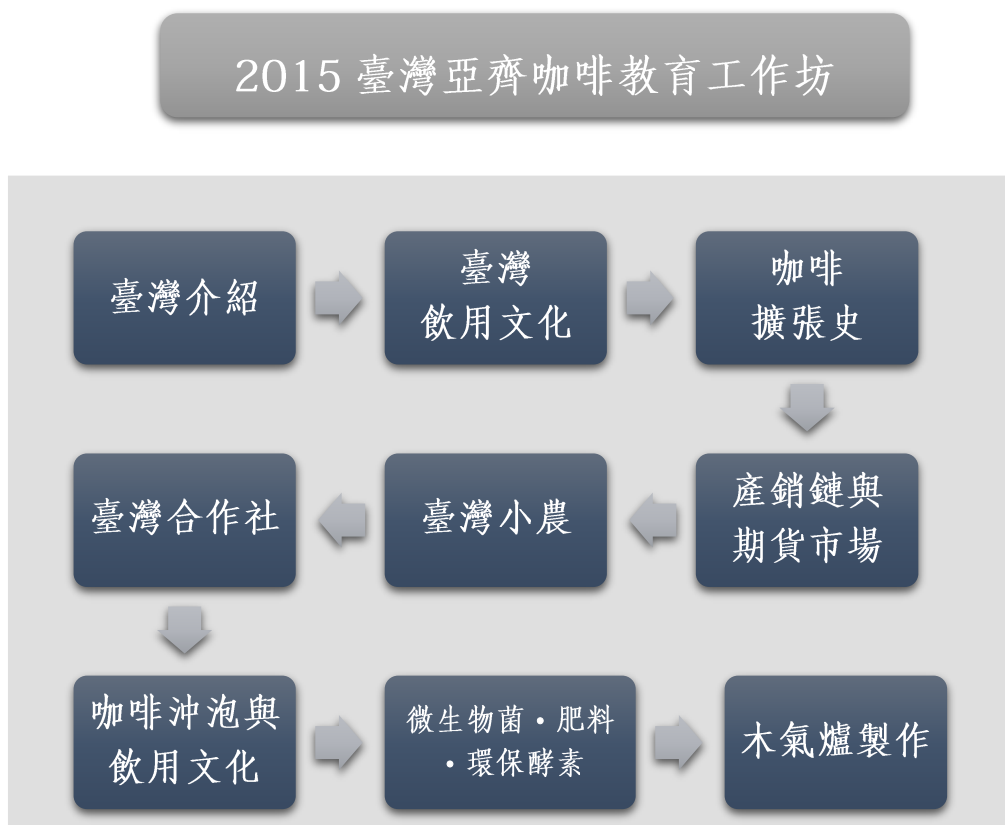 2015 臺灣亞齊咖啡教育工作坊
臺灣介紹
臺灣
飲用文化
咖啡
擴張史
產銷鏈與
期貨市場
臺灣小農
臺灣合作社
咖啡沖泡與
飲用文化
微生物菌・肥料
・環保酵素
木氣爐製作